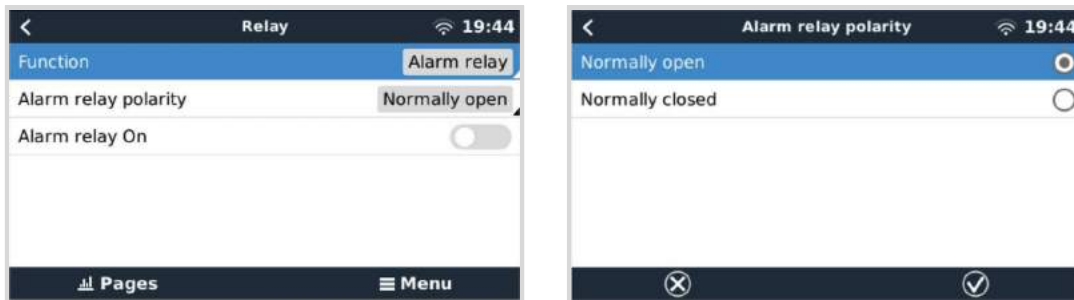 Relay 19:44
Function Alarm relay
Alarm relay polarity Normally open
Alarm relay On
Pages Menu
Alarm relay polarity 19:44
Normally open
Normally closed